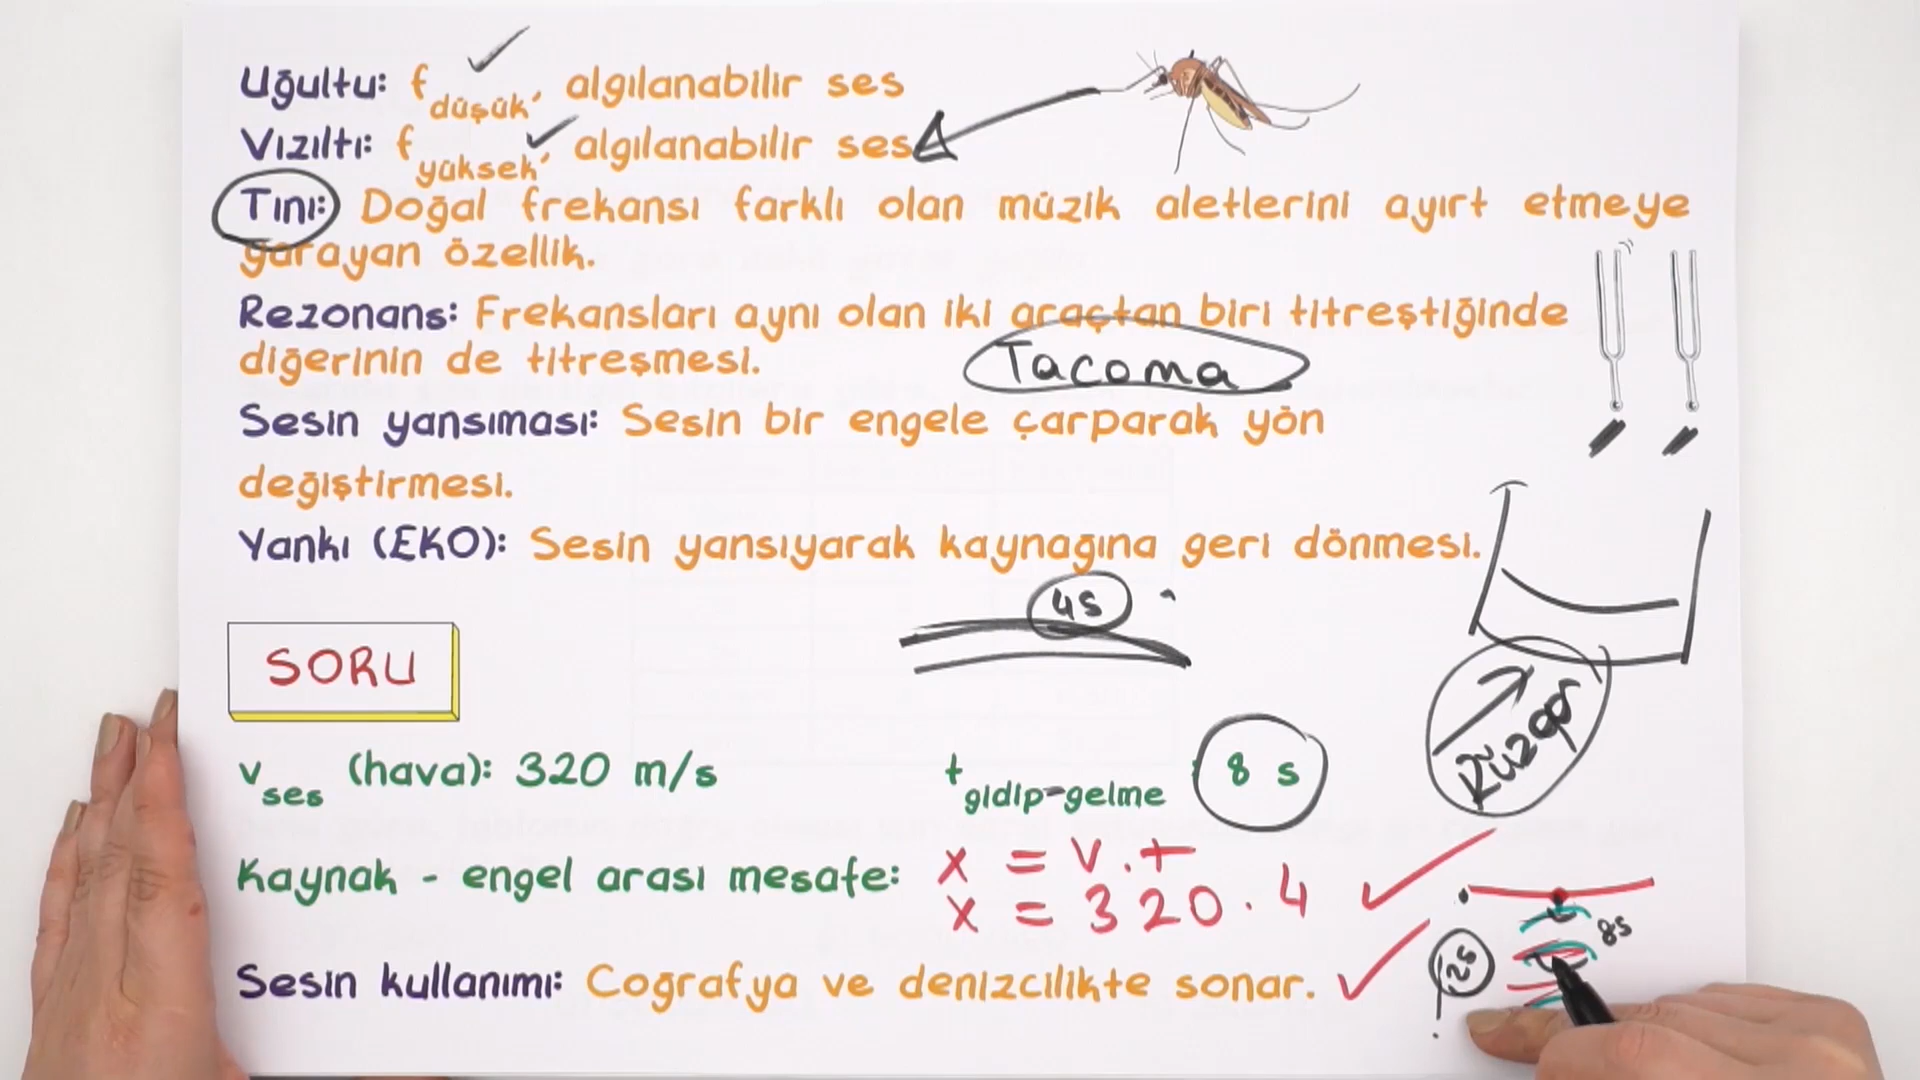 Uğultu: f düşük, algılanabilir ses
Vızıltı: f yüksek, algılanabilir ses
Tını: Doğal frekansı farklı olan müzik aletlerini ayırt etmeye
yarayan özellik.
Rezonans: Frekansları aynı olan iki araçtan biri titreştiğinde
diğerinin de titreşmesi.
Tacoma
Sesin yansıması: Sesin bir engele çarparak yön
değiştirmesi.
Yankı (EKO): Sesin yansıyarak kaynağına geri dönmesi.
4s
SORU
Rüzgar
v ses (hava): 320 m/s
t gidip-gelme : 8 s
Kaynak - engel arası mesafe: x = v.t
x = 320.4
8s
2s
Sesin kullanımı: Coğrafya ve denizcilikte sonar.